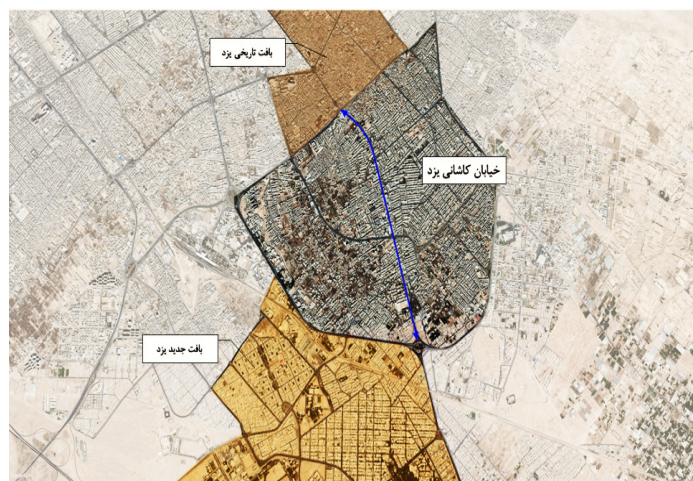 بافت تاریخی یزد
خیابان کاشانی یزد
بافت جدید یزد